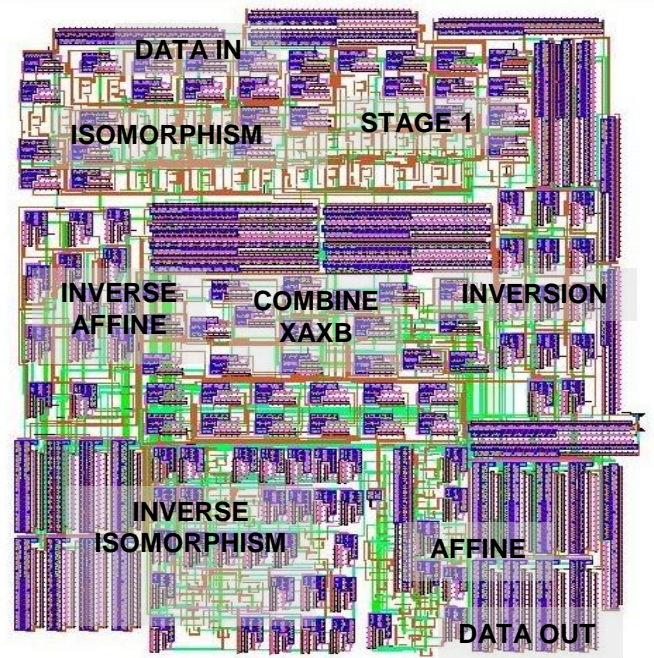 DATA IN
ISOMORPHISM
STAGE 1
INVERSE
AFFINE
COMBINE
XAXB
INVERSION
INVERSE
ISOMORPHISM
AFFINE
DATA OUT